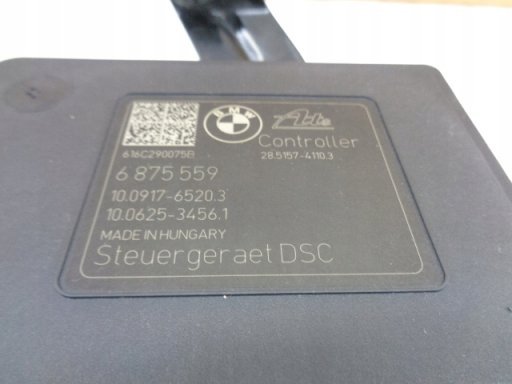 BMW Ate
Controller
616C290075B 28.5157-4110.3
6 875 559
10.0917-6520.3
10.0625-3456.1
MADE IN HUNGARY
Steuergeraet DSC